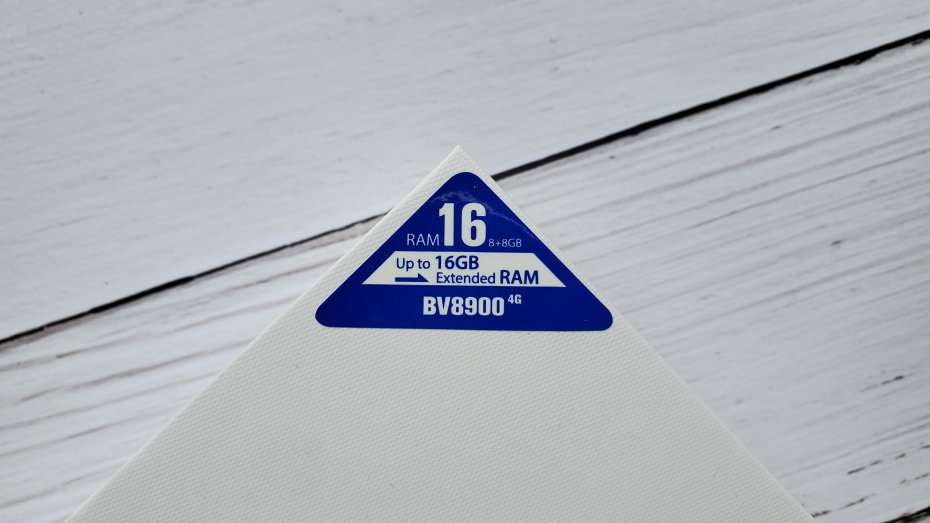 RAM 16 8+8GB
Up to 16GB
Extended RAM
BV8900 4G